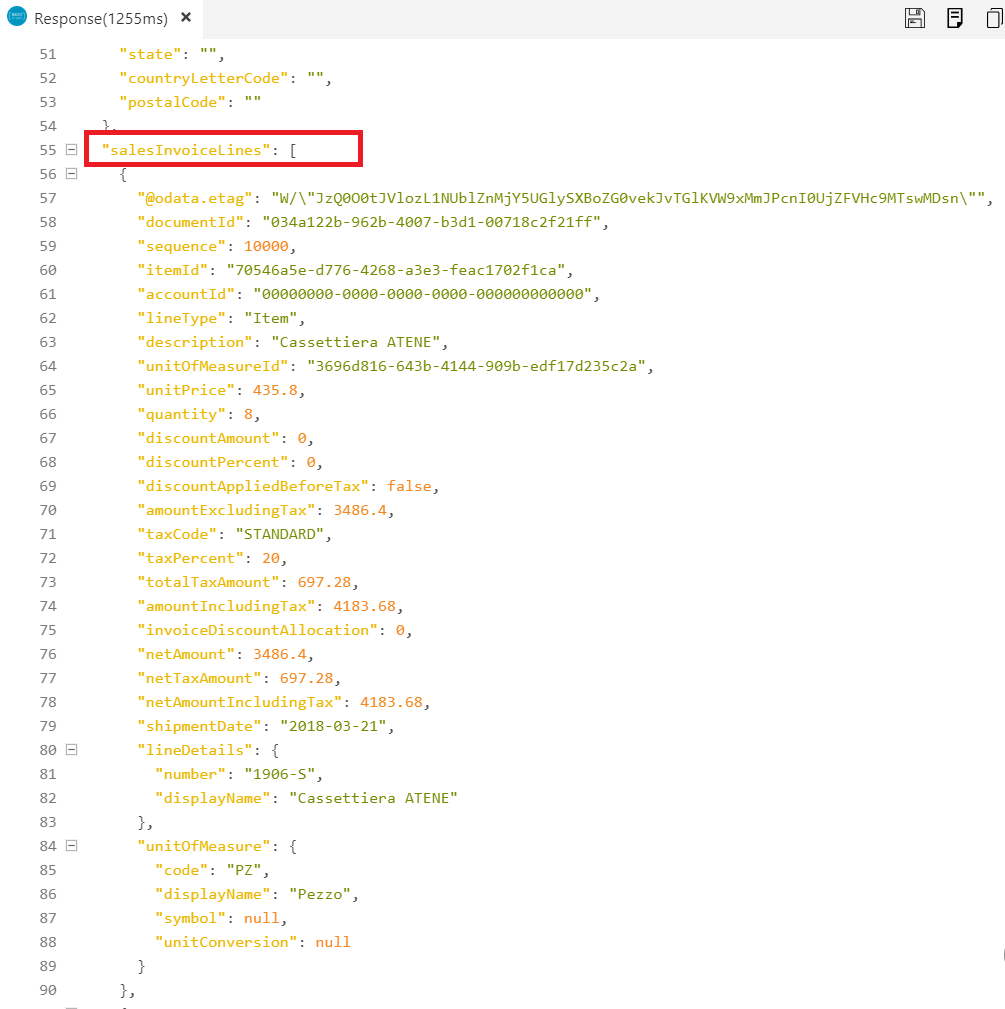 Response(1255ms) ×
51 "state": "",
52 "countryLetterCode": "",
53 "postalCode": ""
54 },
55 "salesInvoiceLines": [
56 {
57 "@odata.etag": "W/\"JzQ0O0tJVlozL1NUblZnMjY5UGlySXBoZG0vekJvTGlKVW9xMmJPcnI0UjZFVHc9MTswMDsn\"",
58 "documentId": "034a122b-962b-4007-b3d1-00718c2f21ff",
59 "sequence": 10000,
60 "itemId": "70546a5e-d776-4268-a3e3-feac1702f1ca",
61 "accountId": "00000000-0000-0000-0000-000000000000",
62 "lineType": "Item",
63 "description": "Cassettiera ATENE",
64 "unitOfMeasureId": "3696d816-643b-4144-909b-edf17d235c2a",
65 "unitPrice": 435.8,
66 "quantity": 8,
67 "discountAmount": 0,
68 "discountPercent": 0,
69 "discountAppliedBeforeTax": false,
70 "amountExcludingTax": 3486.4,
71 "taxCode": "STANDARD",
72 "taxPercent": 20,
73 "totalTaxAmount": 697.28,
74 "amountIncludingTax": 4183.68,
75 "invoiceDiscountAllocation": 0,
76 "netAmount": 3486.4,
77 "netTaxAmount": 697.28,
78 "netAmountIncludingTax": 4183.68,
79 "shipmentDate": "2018-03-21",
80 "lineDetails": {
81 "number": "1906-S",
82 "displayName": "Cassettiera ATENE"
83 },
84 "unitOfMeasure": {
85 "code": "PZ",
86 "displayName": "Pezzo",
87 "symbol": null,
88 "unitConversion": null
89 }
90 },